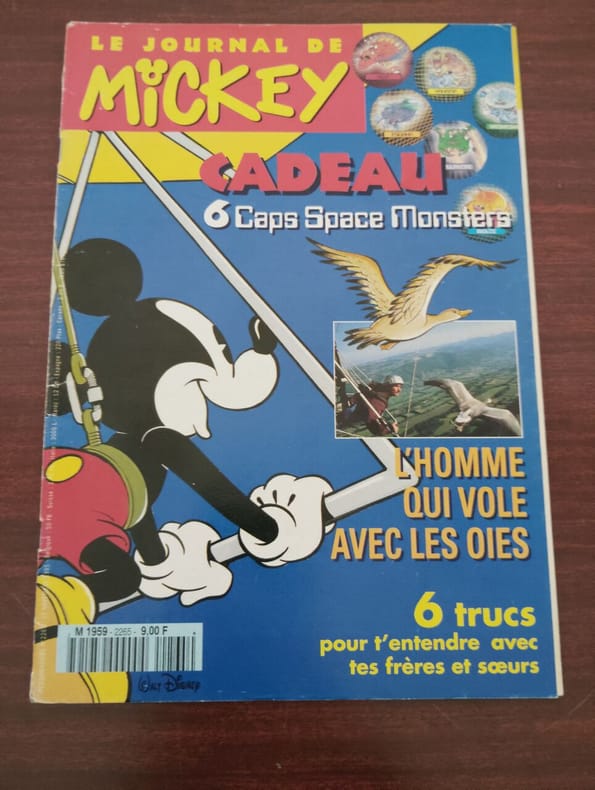 LE JOURNAL DE
MICKEY
CADEAU
6 Caps Space Monsters
L'HOMME
QUI VOLE
AVEC LES OIES
6 trucs
pour t'entendre avec
tes frères et sœurs
M 1959 - 2265 - 9,00 F
©WALT DISNEY